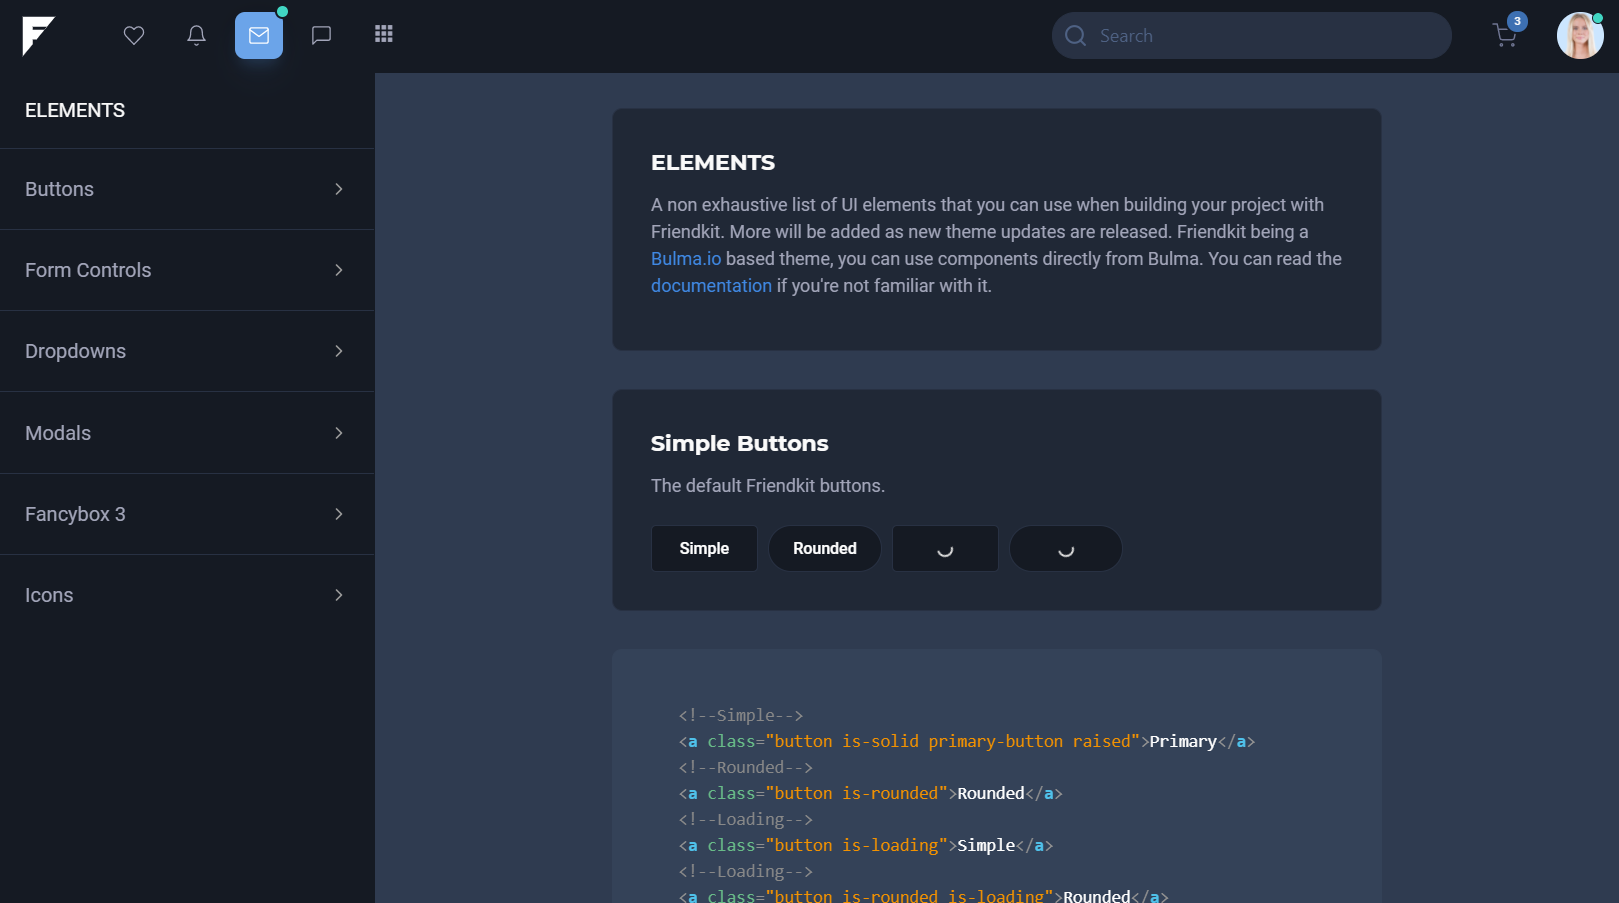 Search
3
ELEMENTS
Buttons
Form Controls
Dropdowns
Modals
Fancybox 3
Icons
ELEMENTS
A non exhaustive list of UI elements that you can use when building your project with
Friendkit. More will be added as new theme updates are released. Friendkit being a
Bulma.io based theme, you can use components directly from Bulma. You can read the
documentation if you're not familiar with it.
Simple Buttons
The default Friendkit buttons.
Simple Rounded
<!--Simple-->
<a class="button is-solid primary-button raised">Primary</a>
<!--Rounded-->
<a class="button is-rounded">Rounded</a>
<!--Loading-->
<a class="button is-loading">Simple</a>
<!--Loading-->
<a class="button is-rounded is-loading">Rounded</a>